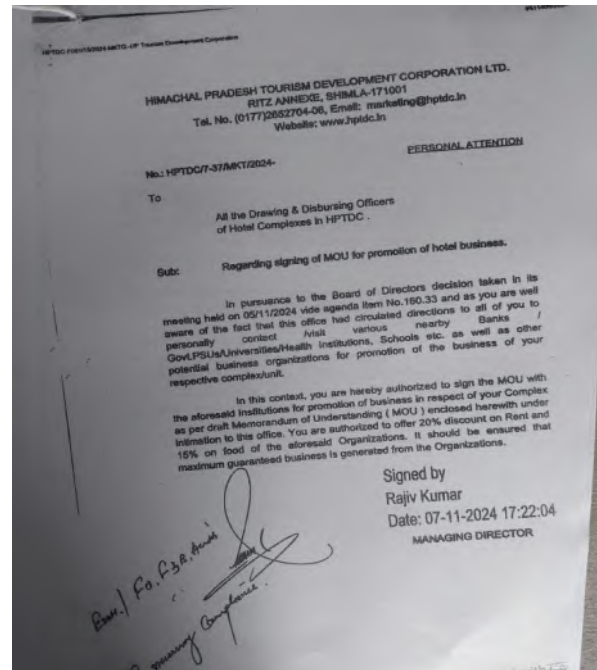 HIMACHAL PRADESH TOURISM DEVELOPMENT CORPORATION LTD.
RITZ ANNEXE, SHIMLA-171001
Tel. No. (0177)2652704-08, Email: marketing@hptdc.in
Website: www.hptdc.in
PERSONAL ATTENTION
No.: HPTDC/7-37/MKT/2024-
To
All the Drawing & Disbursing Officers
of Hotel Complexes in HPTDC .
Sub: Regarding signing of MOU for promotion of hotel business.
In pursuance to the Board of Directors decision taken in its
meeting held on 05/11/2024 vide agenda item No.160.33 and as you are well
aware of the fact that this office had circulated directions to all of you to
personally contact /visit various nearby Banks /
Govt./PSUs/Universities/Health Institutions, Schools etc. as well as other
potential business organizations for promotion of the business of your
respective complex/unit.
In this context, you are hereby authorized to sign the MOU with
the aforesaid Institutions for promotion of business in respect of your Complex
as per draft Memorandum of Understanding ( MOU ) enclosed herewith under
intimation to this office. You are authorized to offer 20% discount on Rent and
15% on food of the aforesaid Organizations. It should be ensured that
maximum guaranteed business is generated from the Organizations.
Signed by
Rajiv Kumar
Date: 07-11-2024 17:22:04
MANAGING DIRECTOR